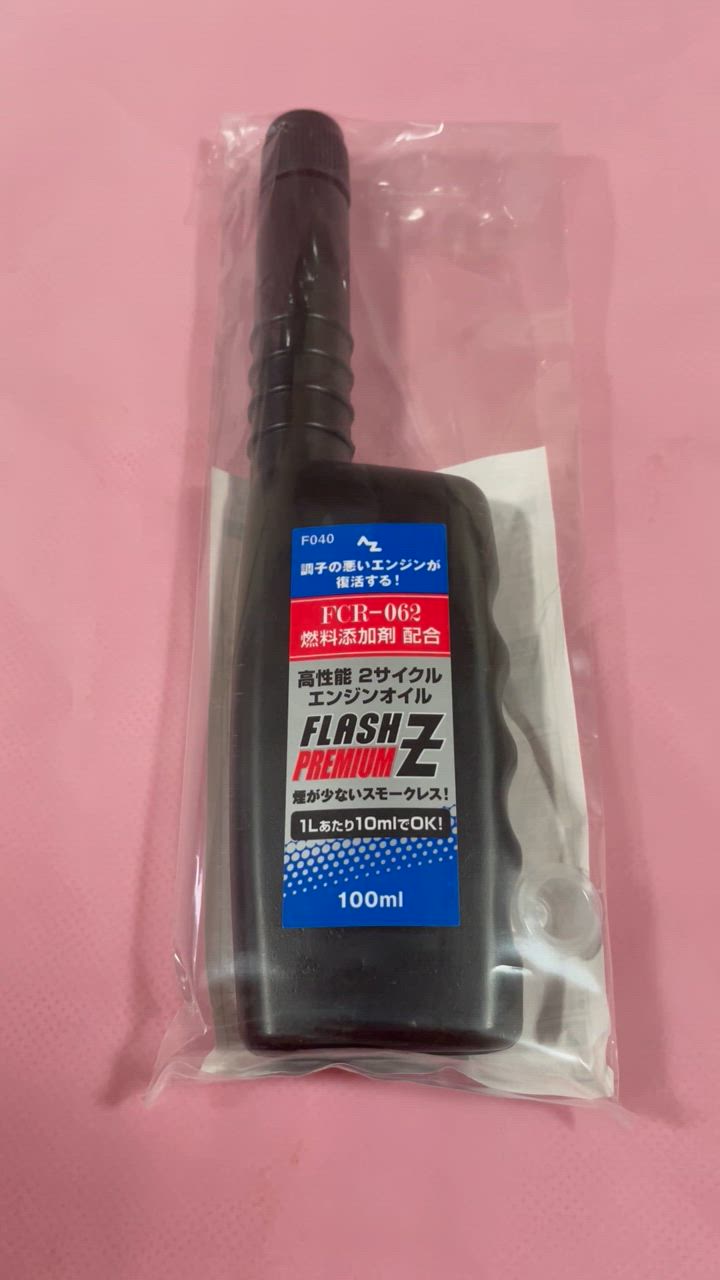 F040
AZ
調子の悪いエンジンが
復活する!
FCR-062
燃料添加剤 配合
高性能 2サイクル
エンジンオイル
FLASH Z
PREMIUM
煙が少ないスモークレス!
1Lあたり10mlでOK!
100ml